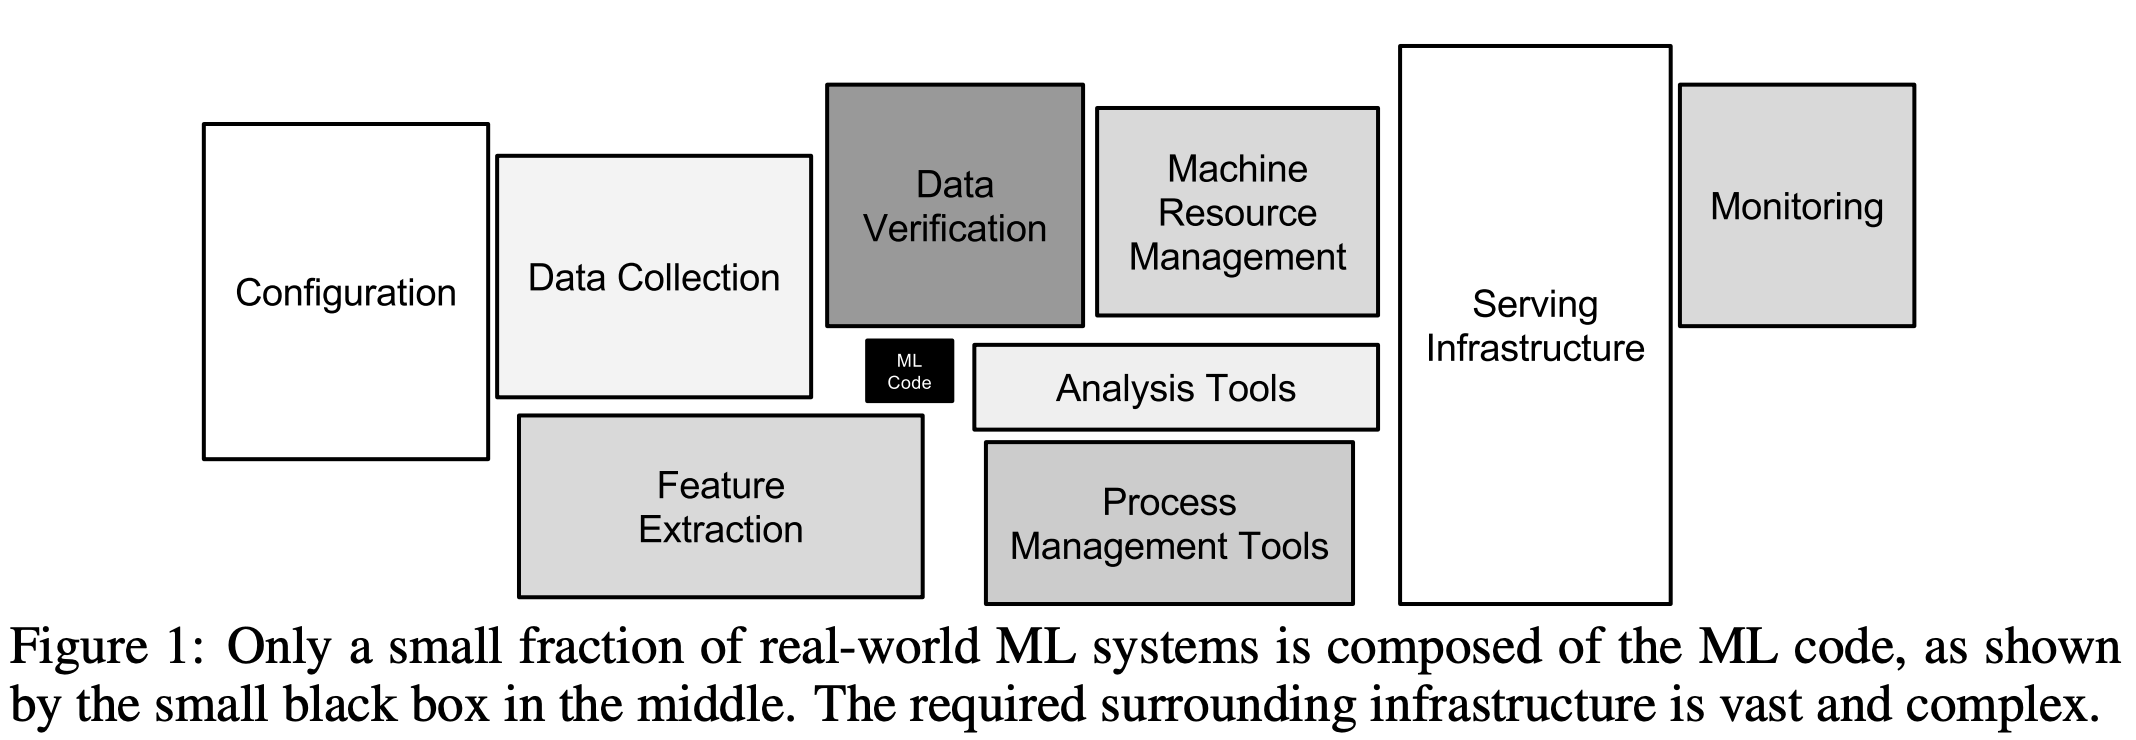 Configuration
Data Collection
Data
Verification
Machine
Resource
Management
Serving
Infrastructure
Monitoring
ML
Code
Analysis Tools
Feature
Extraction
Process
Management Tools
Figure 1: Only a small fraction of real-world ML systems is composed of the ML code, as shown
by the small black box in the middle. The required surrounding infrastructure is vast and complex.